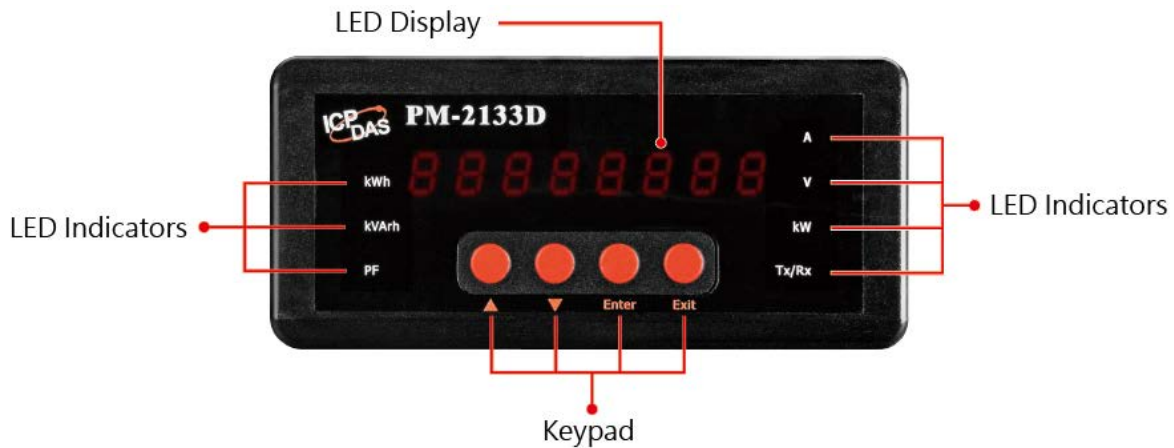 LED Display
ICP DAS
PM-2133D
88888888
kWh
kVArh
PF
LED Indicators
A
V
kW
Tx/Rx
LED Indicators
▲ ▼ Enter Exit
Keypad